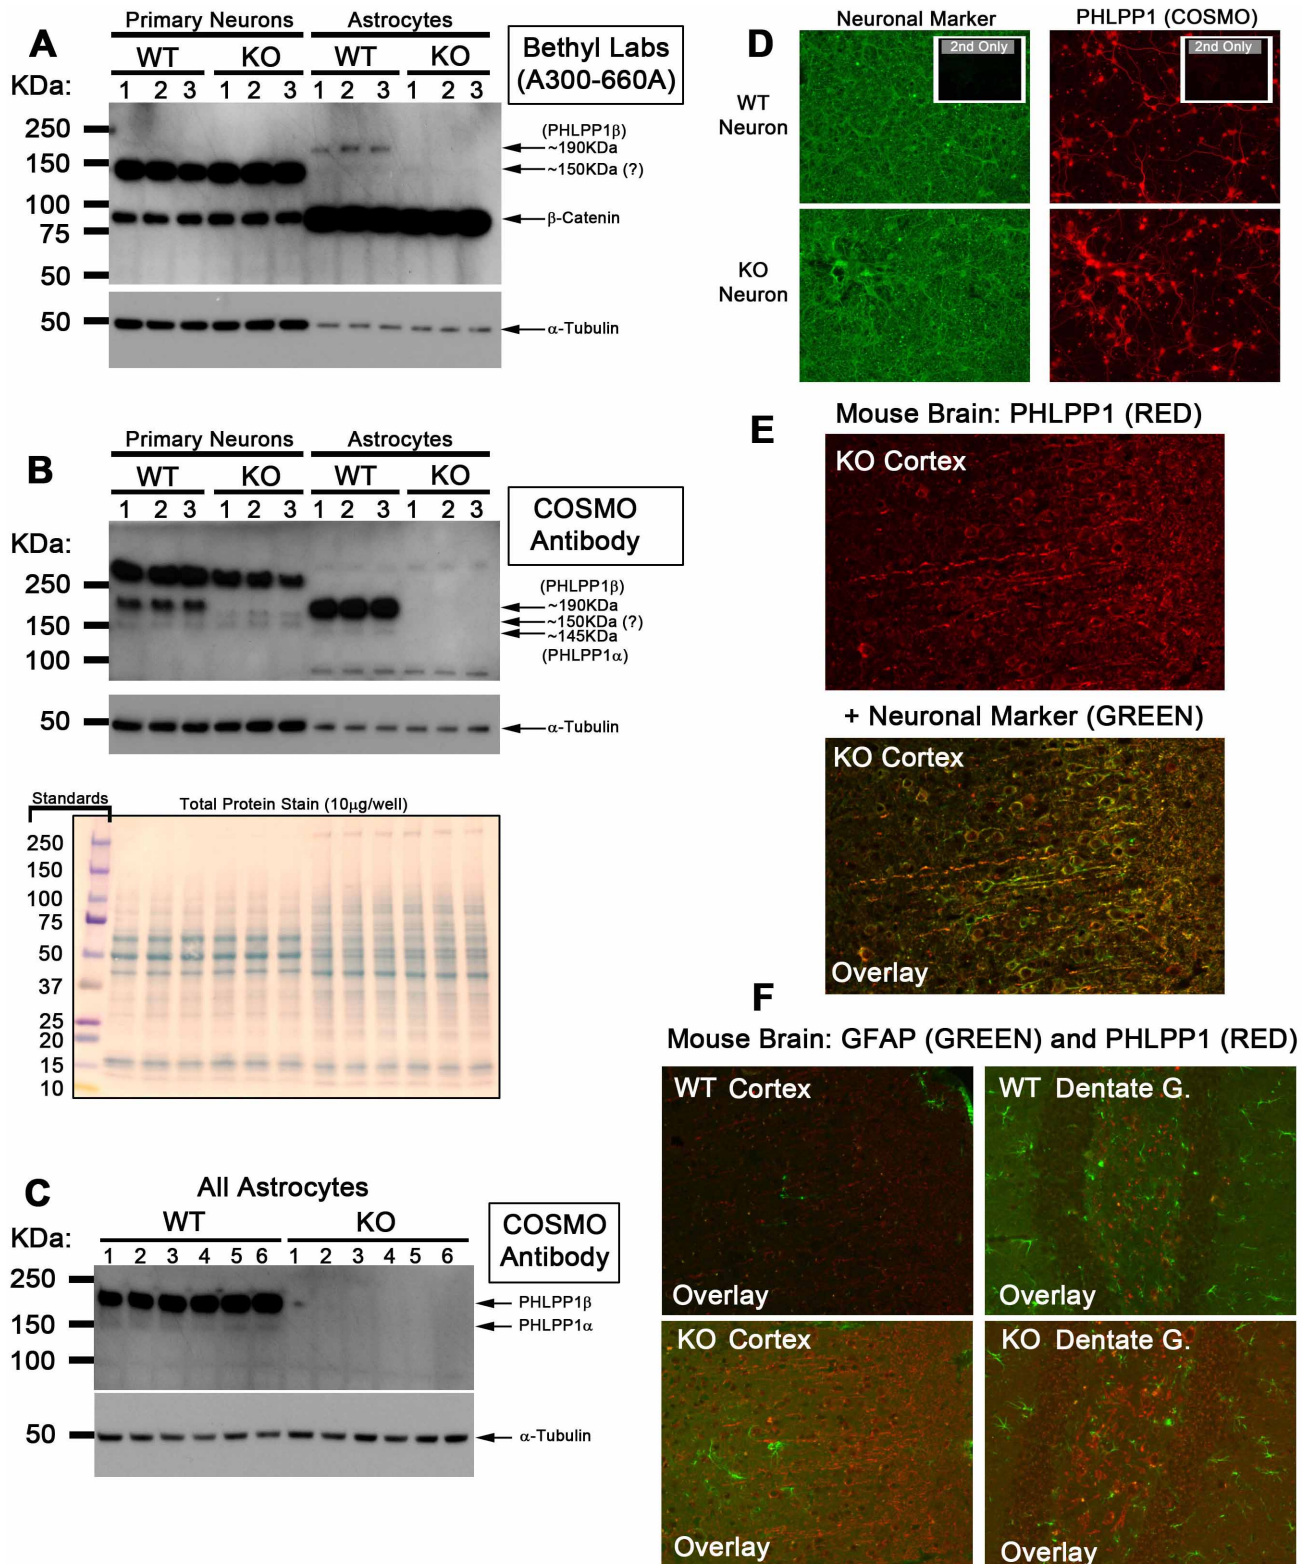 A
Primary Neurons Astrocytes
WT KO WT KO
KDa: 1 2 3 1 2 3 1 2 3 1 2 3
Bethyl Labs
(A300-660A)
250
150
100
75
50
50
(PHLPP1β)
~190KDa
~150KDa (?)
β-Catenin
α-Tubulin
B
Primary Neurons Astrocytes
WT KO WT KO
1 2 3 1 2 3 1 2 3 1 2 3
KDa:
COSMO
Antibody
250
150
100
50
(PHLPP1β)
~190KDa
~150KDa (?)
~145KDa
(PHLPP1α)
α-Tubulin
Standards Total Protein Stain (10μg/well)
250
150
100
75
50
37
25
20
15
10
C
All Astrocytes
WT KO
KDa: 1 2 3 4 5 6 1 2 3 4 5 6
COSMO
Antibody
250
150
100
50
PHLPP1β
PHLPP1α
α-Tubulin
D
Neuronal Marker PHLPP1 (COSMO)
2nd Only 2nd Only
WT
Neuron
KO
Neuron
E
Mouse Brain: PHLPP1 (RED)
KO Cortex
+ Neuronal Marker (GREEN)
KO Cortex
Overlay
F
Mouse Brain: GFAP (GREEN) and PHLPP1 (RED)
WT Cortex WT Dentate G.
Overlay Overlay
KO Cortex KO Dentate G.
Overlay Overlay